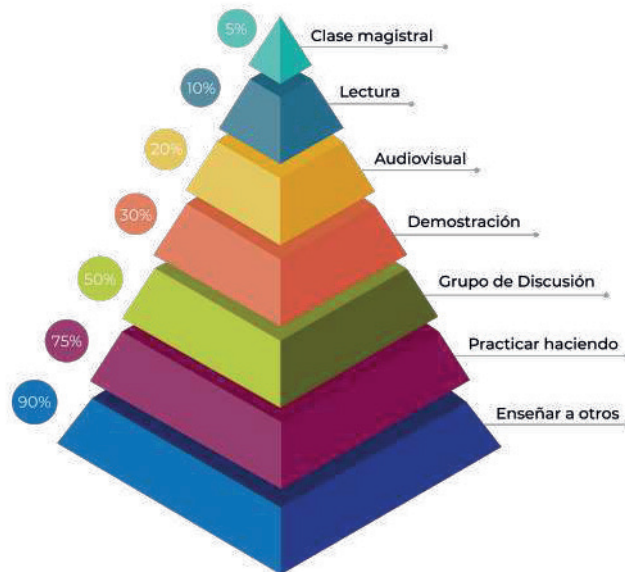 5%
Clase magistral
10%
Lectura
20%
Audiovisual
30%
Demostración
50%
Grupo de Discusión
75%
Practicar haciendo
90%
Enseñar a otros